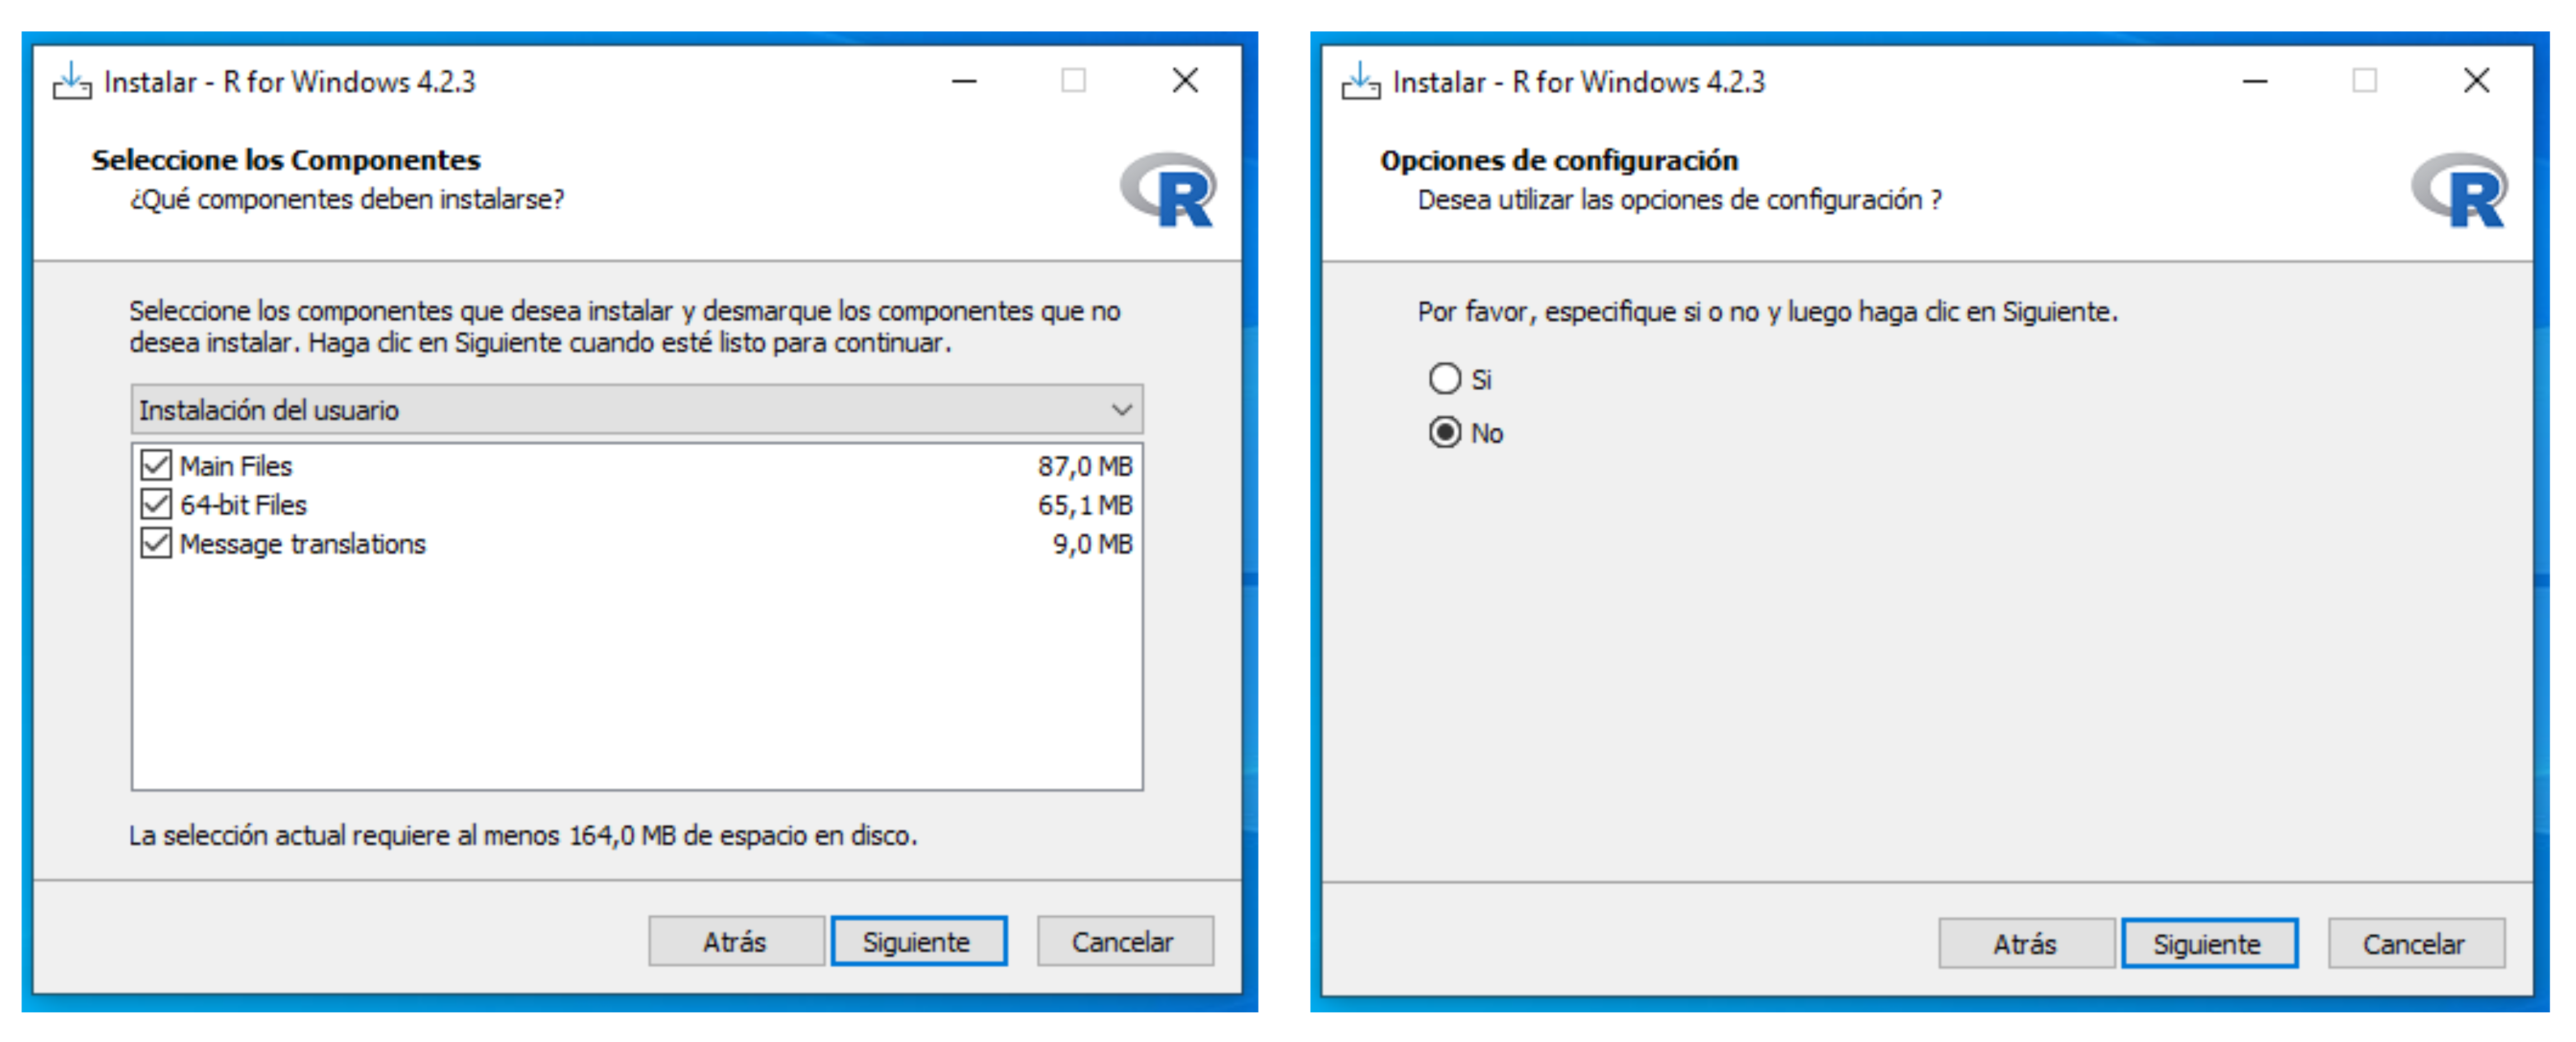 Instalar - R for Windows 4.2.3
Seleccione los Componentes
¿Qué componentes deben instalarse?
R
Seleccione los componentes que desea instalar y desmarque los componentes que no
desea instalar. Haga clic en Siguiente cuando esté listo para continuar.
Instalación del usuario
Main Files 87,0 MB
64-bit Files 65,1 MB
Message translations 9,0 MB
La selección actual requiere al menos 164,0 MB de espacio en disco.
Atrás Siguiente Cancelar
Instalar - R for Windows 4.2.3
Opciones de configuración
Desea utilizar las opciones de configuración ?
R
Por favor, especifique si o no y luego haga clic en Siguiente.
Si
No
Atrás Siguiente Cancelar